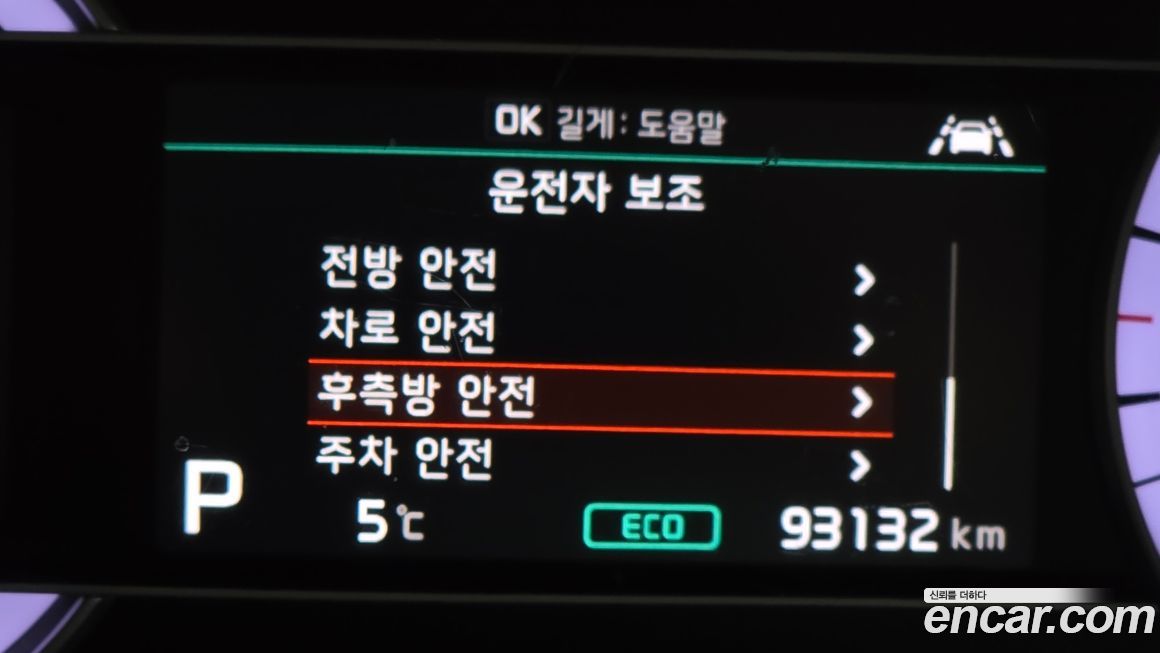 OK 길게: 도움말
운전자 보조
전방 안전
차로 안전
후측방 안전
주차 안전
P
5 ℃
ECO
93132 km
신뢰를 더하다
encar.com